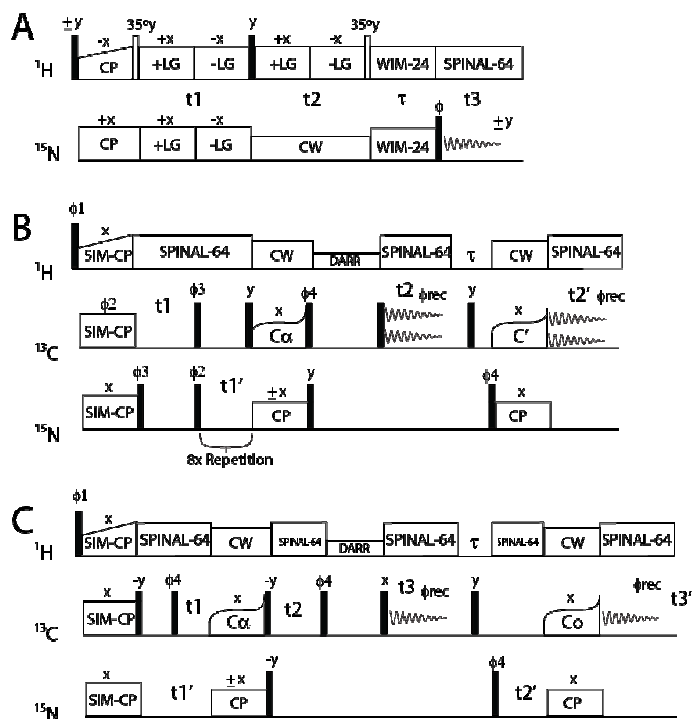 A
±y -x 35°y +x -x y +x -x 35°y
¹H CP +LG -LG +LG -LG WIM-24 SPINAL-64
t1 t2 τ ϕ t3
+x +x -x ±y
¹⁵N CP +LG -LG CW WIM-24
B
ϕ1 x
¹H SIM-CP SPINAL-64 CW DARR SPINAL-64 τ CW SPINAL-64
ϕ2 t1 ϕ3 y x ϕ4 t2 ϕrec y x t2' ϕrec
¹³C SIM-CP Cα C'
x ϕ3 ϕ2 t1' ±x y ϕ4 x
¹⁵N SIM-CP CP CP
8x Repetition
C
ϕ1 x
¹H SIM-CP SPINAL-64 CW SPINAL-64 DARR SPINAL-64 τ SPINAL-64 CW SPINAL-64
x -y ϕ4 t1 x -y t2 ϕ4 x t3 ϕrec y x ϕrec t3'
¹³C SIM-CP Cα Co
x t1' ±x -y ϕ4 t2' x
¹⁵N SIM-CP CP CP